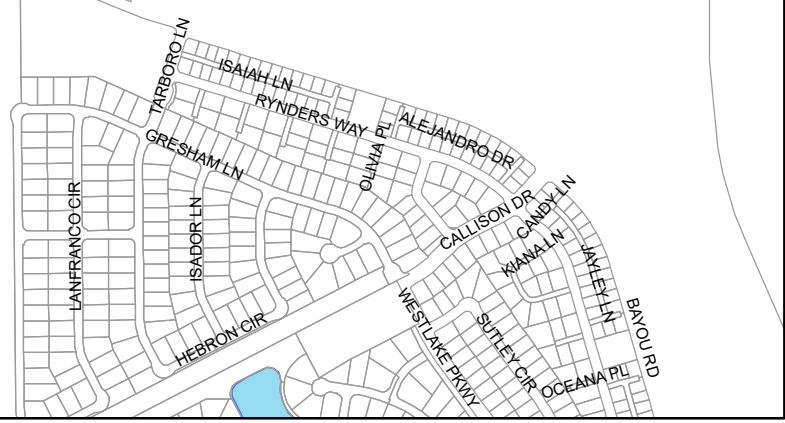 TARBORO LN
ISAIAH LN
RYNDERS WAY
ALEJANDRO DR
OLIVIA PL
GRESHAM LN
LANFRANCO CIR
ISADOR LN
CALLISON DR
CANDY LN
KIANA LN
JAYLEY LN
BAYOU RD
HEBRON CIR
WESTLAKE PKWY
SUTLEY CIR
OCEANA PL